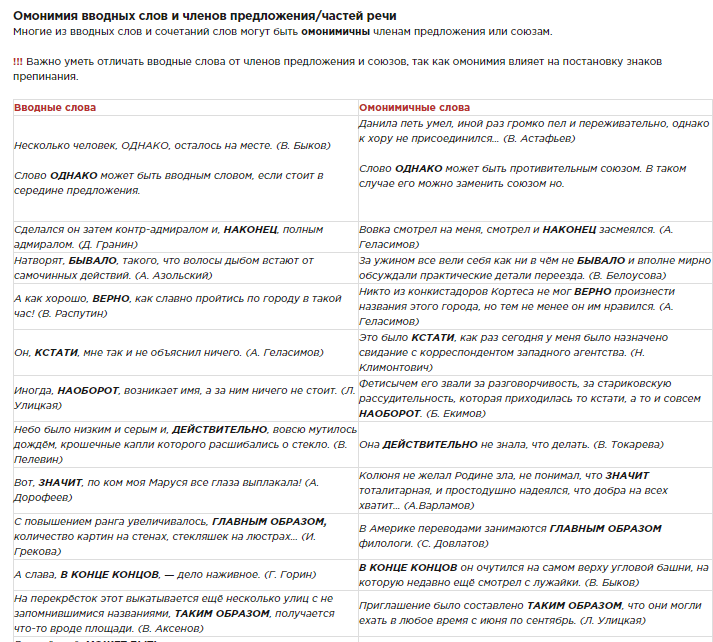 Омонимия вводных слов и членов предложения/частей речи
Многие из вводных слов и сочетаний слов могут быть омонимичны членам предложения или союзам.
!!! Важно уметь отличать вводные слова от членов предложения и союзов, так как омонимия влияет на постановку знаков
препинания.
Вводные слова
Омонимичные слова
Несколько человек, ОДНАКО, осталось на месте. (В. Быков)
Слово ОДНАКО может быть вводным словом, если стоит в
середине предложения.
Данила петь умел, иной раз громко пел и переживательно, однако
к хору не присоединился... (В. Астафьев)
Слово ОДНАКО может быть противительным союзом. В таком
случае его можно заменить союзом но.
Сделался он затем контр-адмиралом и, НАКОНЕЦ, полным
адмиралом. (Д. Гранин)
Вовка смотрел на меня, смотрел и НАКОНЕЦ засмеялся. (А.
Геласимов)
Натворят, БЫВАЛО, такого, что волосы дыбом встают от
самочинных действий. (А. Азольский)
За ужином все вели себя как ни в чём не БЫВАЛО и вполне мирно
обсуждали практические детали переезда. (В. Белоусова)
А как хорошо, ВЕРНО, как славно пройтись по городу в такой
час! (В. Распутин)
Никто из конкистадоров Кортеса не мог ВЕРНО произнести
названия этого города, но тем не менее он им нравился. (А.
Геласимов)
Он, КСТАТИ, мне так и не объяснил ничего. (А. Геласимов)
Это было КСТАТИ, как раз сегодня у меня было назначено
свидание с корреспондентом западного агентства. (Н.
Климонтович)
Иногда, НАОБОРОТ, возникает имя, а за ним ничего не стоит. (Л.
Улицкая)
Фетисычем его звали за разговорчивость, за стариковскую
рассудительность, которая приходилась то кстати, а то и совсем
НАОБОРОТ. (Б. Екимов)
Небо было низким и серым и, ДЕЙСТВИТЕЛЬНО, вовсю мутилось
дождём, крошечные капли которого расшибались о стекло. (В.
Пелевин)
Она ДЕЙСТВИТЕЛЬНО не знала, что делать. (В. Токарева)
Вот, ЗНАЧИТ, по ком моя Маруся все глаза выплакала! (А.
Дорофеев)
Колюня не желал Родине зла, не понимал, что ЗНАЧИТ
тоталитарная, и простодушно надеялся, что добра на всех
хватит... (А.Варламов)
С повышением ранга увеличивалось, ГЛАВНЫМ ОБРАЗОМ,
количество картин на стенах, стекляшек на люстрах... (И.
Грекова)
В Америке переводами занимаются ГЛАВНЫМ ОБРАЗОМ
филологи. (С. Довлатов)
А слава, В КОНЦЕ КОНЦОВ, — дело наживное. (Г. Горин)
В КОНЦЕ КОНЦОВ он очутился на самом верху угловой башни, на
которую недавно ещё смотрел с лужайки. (В. Быков)
На перекрёсток этот выкатывается ещё несколько улиц с не
запомнившимися названиями, ТАКИМ ОБРАЗОМ, получается
что-то вроде площади. (В. Аксенов)
Приглашение было составлено ТАКИМ ОБРАЗОМ, что они могли
ехать в любое время с июня по сентябрь. (Л. Улицкая)